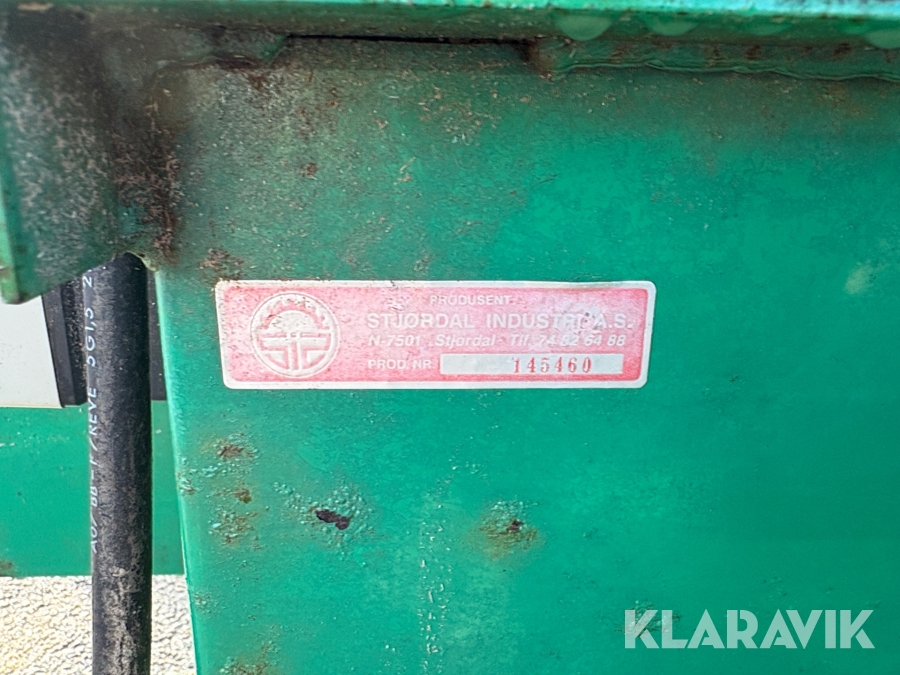 PRODUSENT:
STJØRDAL INDUSTRI A.S.
N-7501 Stjørdal - Tlf. 74 82 64 88
PROD. NR. 145460
KLARAVIK